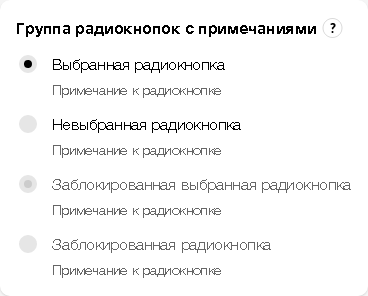 Группа радиокнопок с примечаниями ?
Выбранная радиокнопка
Примечание к радиокнопке
Невыбранная радиокнопка
Примечание к радиокнопке
Заблокированная выбранная радиокнопка
Примечание к радиокнопке
Заблокированная радиокнопка
Примечание к радиокнопке